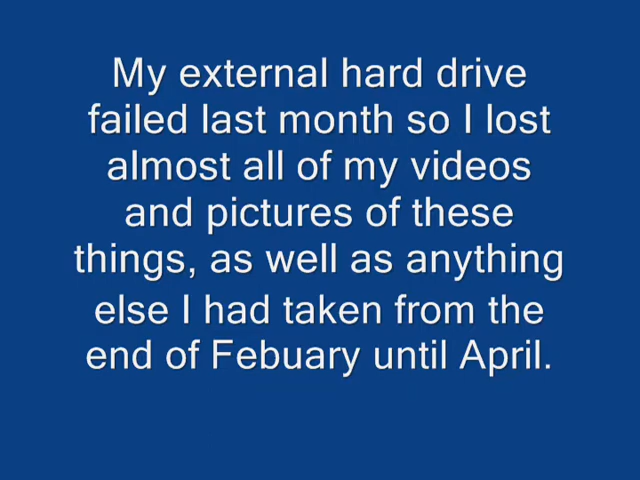 My external hard drive
failed last month so I lost
almost all of my videos
and pictures of these
things, as well as anything
else I had taken from the
end of Febuary until April.